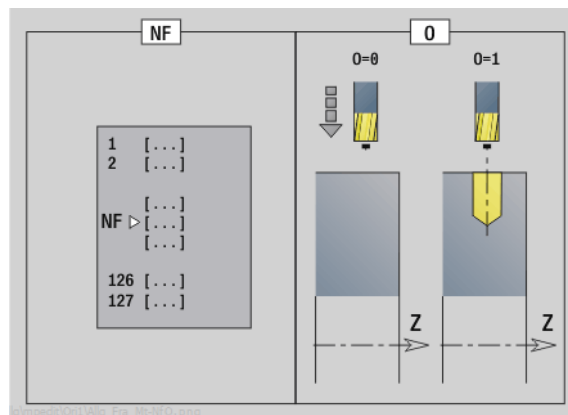 NF
1 [...]
2 [...]
[...]
NF [...]
[...]
126 [...]
127 [...]
O
O=0 O=1
Z Z